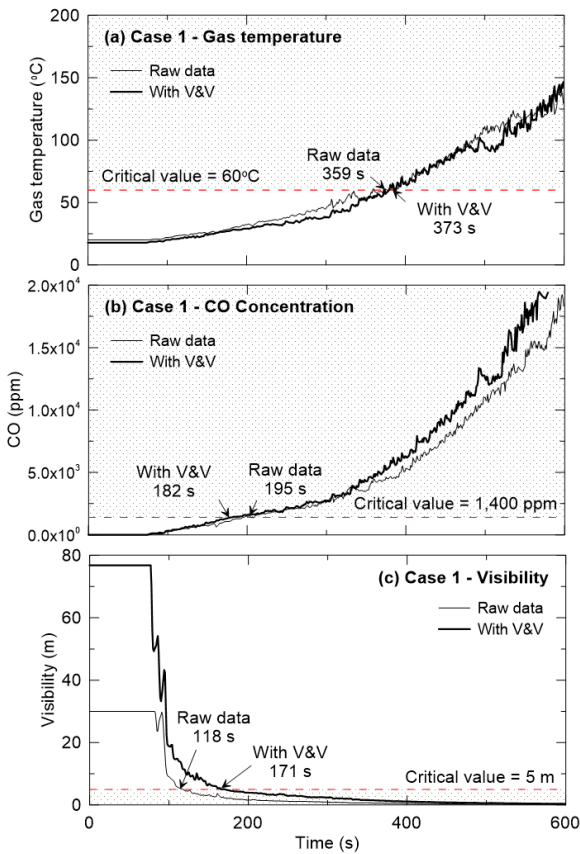 200
(a) Case 1 - Gas temperature
Raw data
With V&V
150
100
50
0
Gas temperature (°C)
Raw data
359 s
Critical value = 60°C
With V&V
373 s
2.0x10⁴
(b) Case 1 - CO Concentration
Raw data
With V&V
1.5x10⁴
1.0x10⁴
5.0x10³
0.0x10⁰
CO (ppm)
With V&V
182 s
Raw data
195 s
Critical value = 1,400 ppm
80
(c) Case 1 - Visibility
Raw data
With V&V
60
40
20
0
Visibility (m)
Raw data
118 s
With V&V
171 s
Critical value = 5 m
0 200 400 600
Time (s)